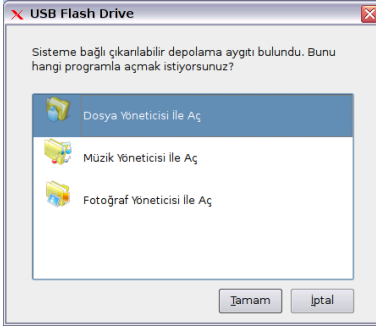 USB Flash Drive
Sisteme bağlı çıkarılabilir depolama aygıtı bulundu. Bunu
hangi programla açmak istiyorsunuz?
Dosya Yöneticisi İle Aç
Müzik Yöneticisi İle Aç
Fotoğraf Yöneticisi İle Aç
Tamam İptal